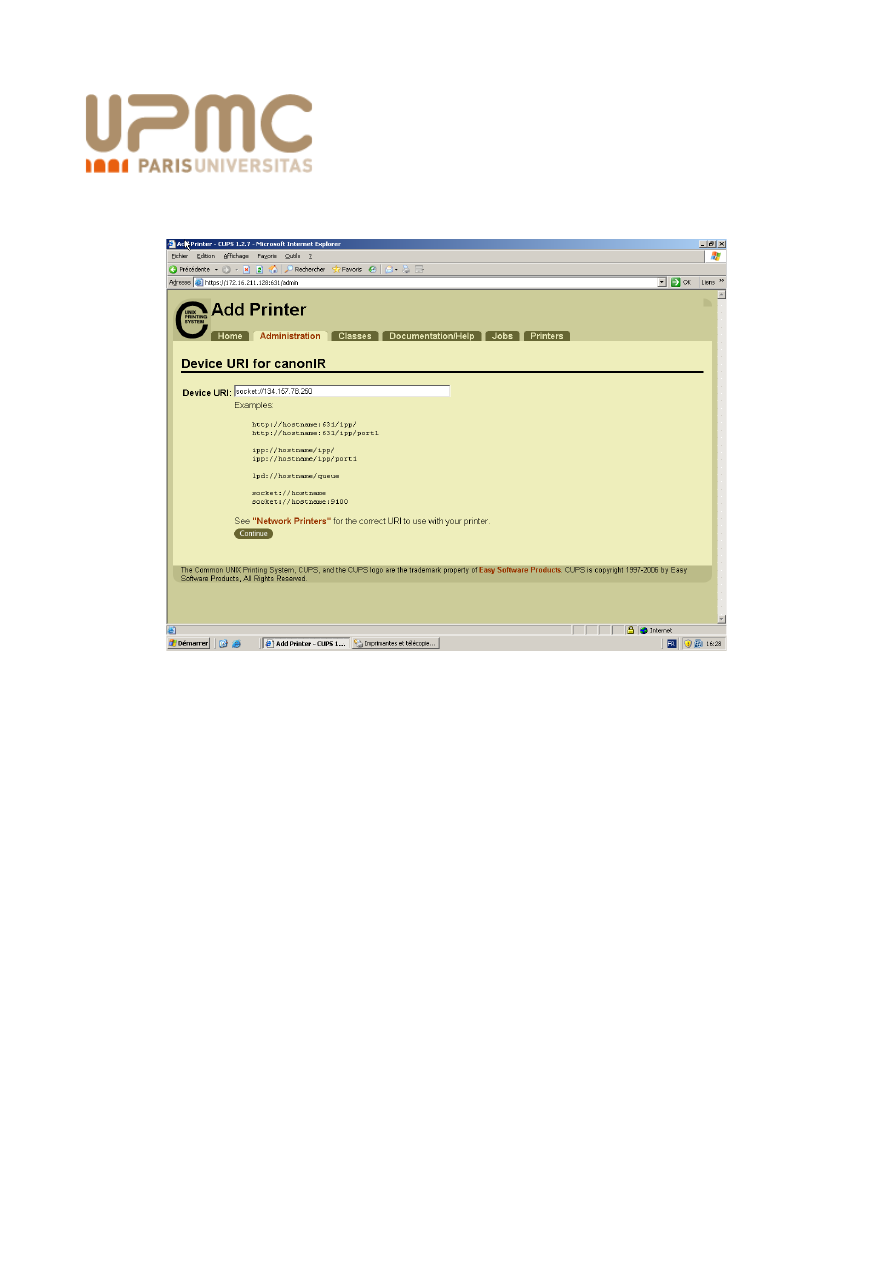 UPMC
PARISUNIVERSITAS
Add Printer - CUPS 1.2.7 - Microsoft Internet Explorer
Fichier Edition Affichage Favoris Outils ?
Précédente Rechercher Favoris
Adresse https://172.16.211.128:631/admin OK Liens »
UNIX PRINTING SYSTEM
Add Printer
Home Administration Classes Documentation/Help Jobs Printers
Device URI for canonIR
Device URI: socket://134.157.78.250
Examples:
http://hostname:631/ipp/
http://hostname:631/ipp/port1
ipp://hostname/ipp/
ipp://hostname/ipp/port1
lpd://hostname/queue
socket://hostname
socket://hostname:9100
See "Network Printers" for the correct URI to use with your printer.
Continue
The Common UNIX Printing System, CUPS, and the CUPS logo are the trademark property of Easy Software Products. CUPS is copyright 1997-2006 by Easy
Software Products, All Rights Reserved.
Internet
Démarrer Add Printer - CUPS 1.... Imprimantes et télécopie... FR 16:28